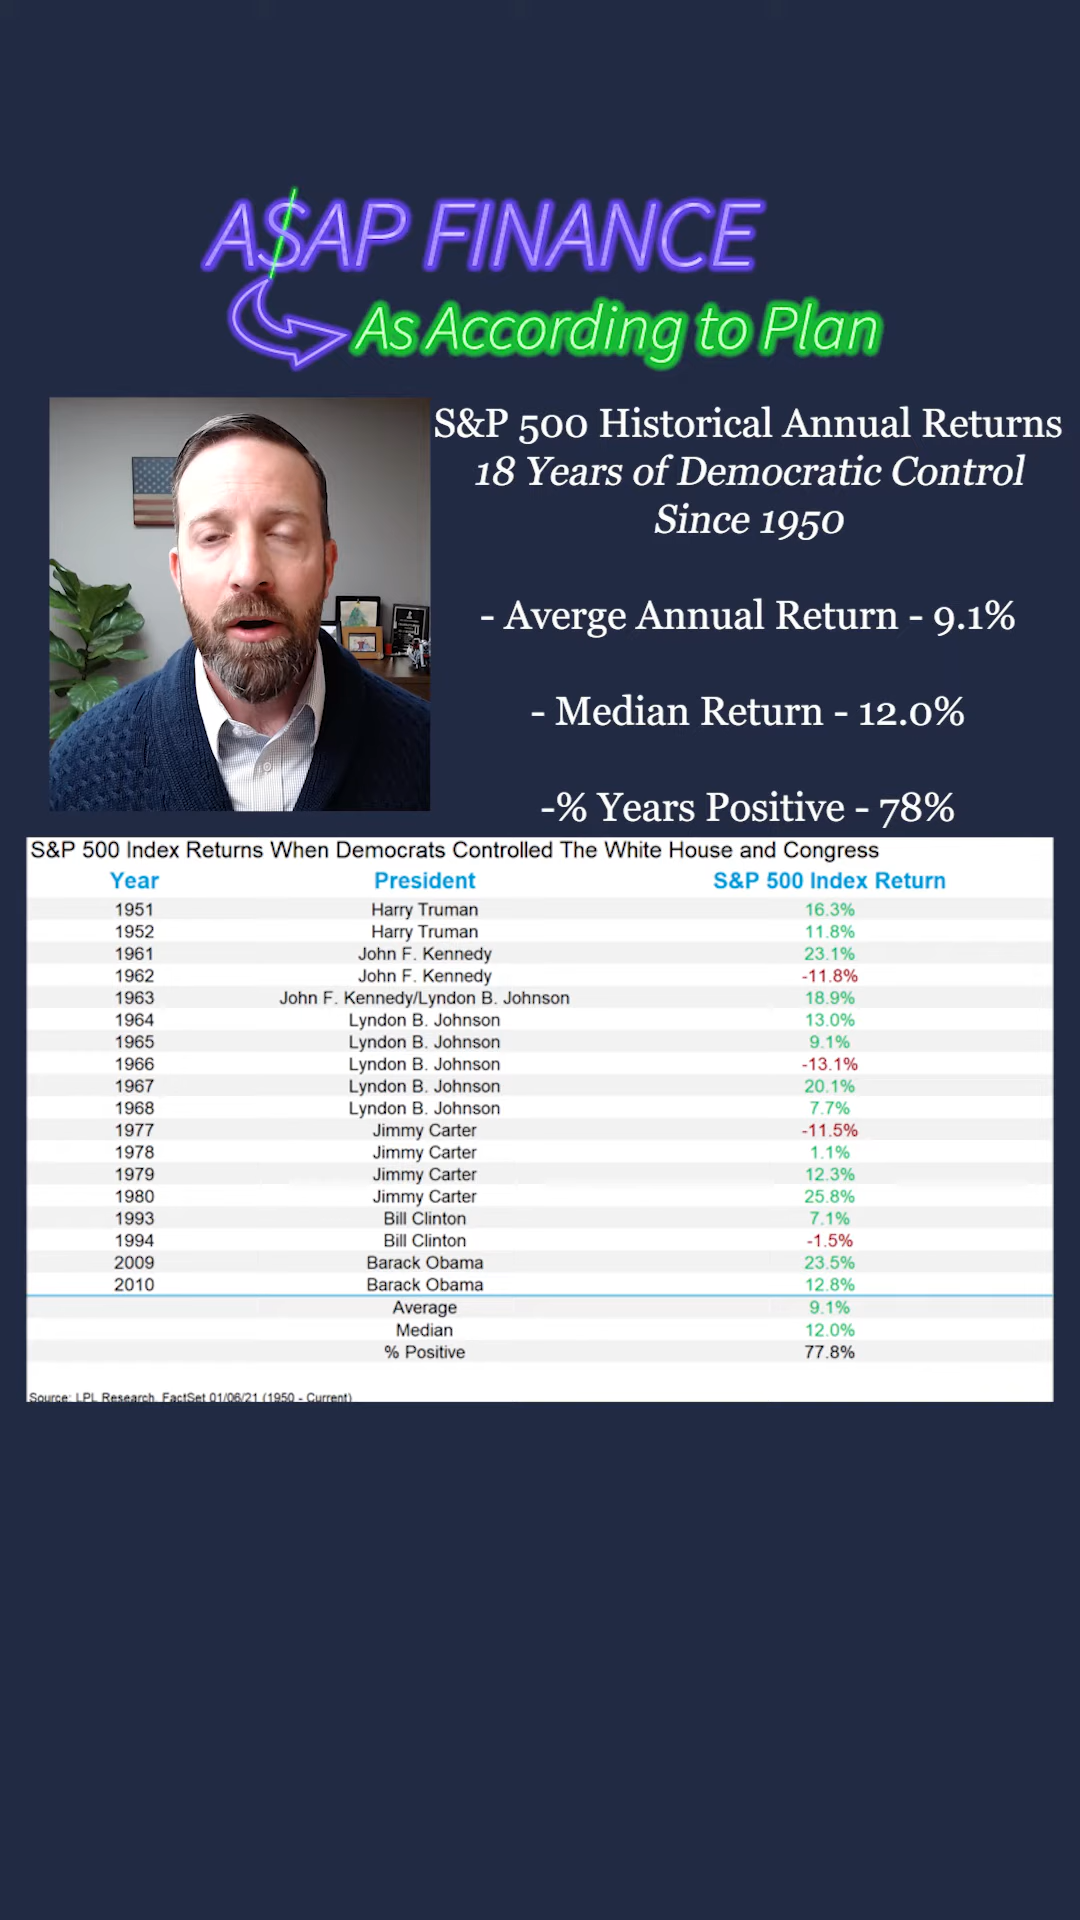 A$AP FINANCE
As According to Plan
S&P 500 Historical Annual Returns
18 Years of Democratic Control
Since 1950
- Averge Annual Return - 9.1%
- Median Return - 12.0%
-% Years Positive - 78%
S&P 500 Index Returns When Democrats Controlled The White House and Congress
Year President S&P 500 Index Return
1951 Harry Truman 16.3%
1952 Harry Truman 11.8%
1961 John F. Kennedy 23.1%
1962 John F. Kennedy -11.8%
1963 John F. Kennedy/Lyndon B. Johnson 18.9%
1964 Lyndon B. Johnson 13.0%
1965 Lyndon B. Johnson 9.1%
1966 Lyndon B. Johnson -13.1%
1967 Lyndon B. Johnson 20.1%
1968 Lyndon B. Johnson 7.7%
1977 Jimmy Carter -11.5%
1978 Jimmy Carter 1.1%
1979 Jimmy Carter 12.3%
1980 Jimmy Carter 25.8%
1993 Bill Clinton 7.1%
1994 Bill Clinton -1.5%
2009 Barack Obama 23.5%
2010 Barack Obama 12.8%
Average 9.1%
Median 12.0%
% Positive 77.8%
Source: LPL Research, FactSet 01/06/21 (1950 - Current)